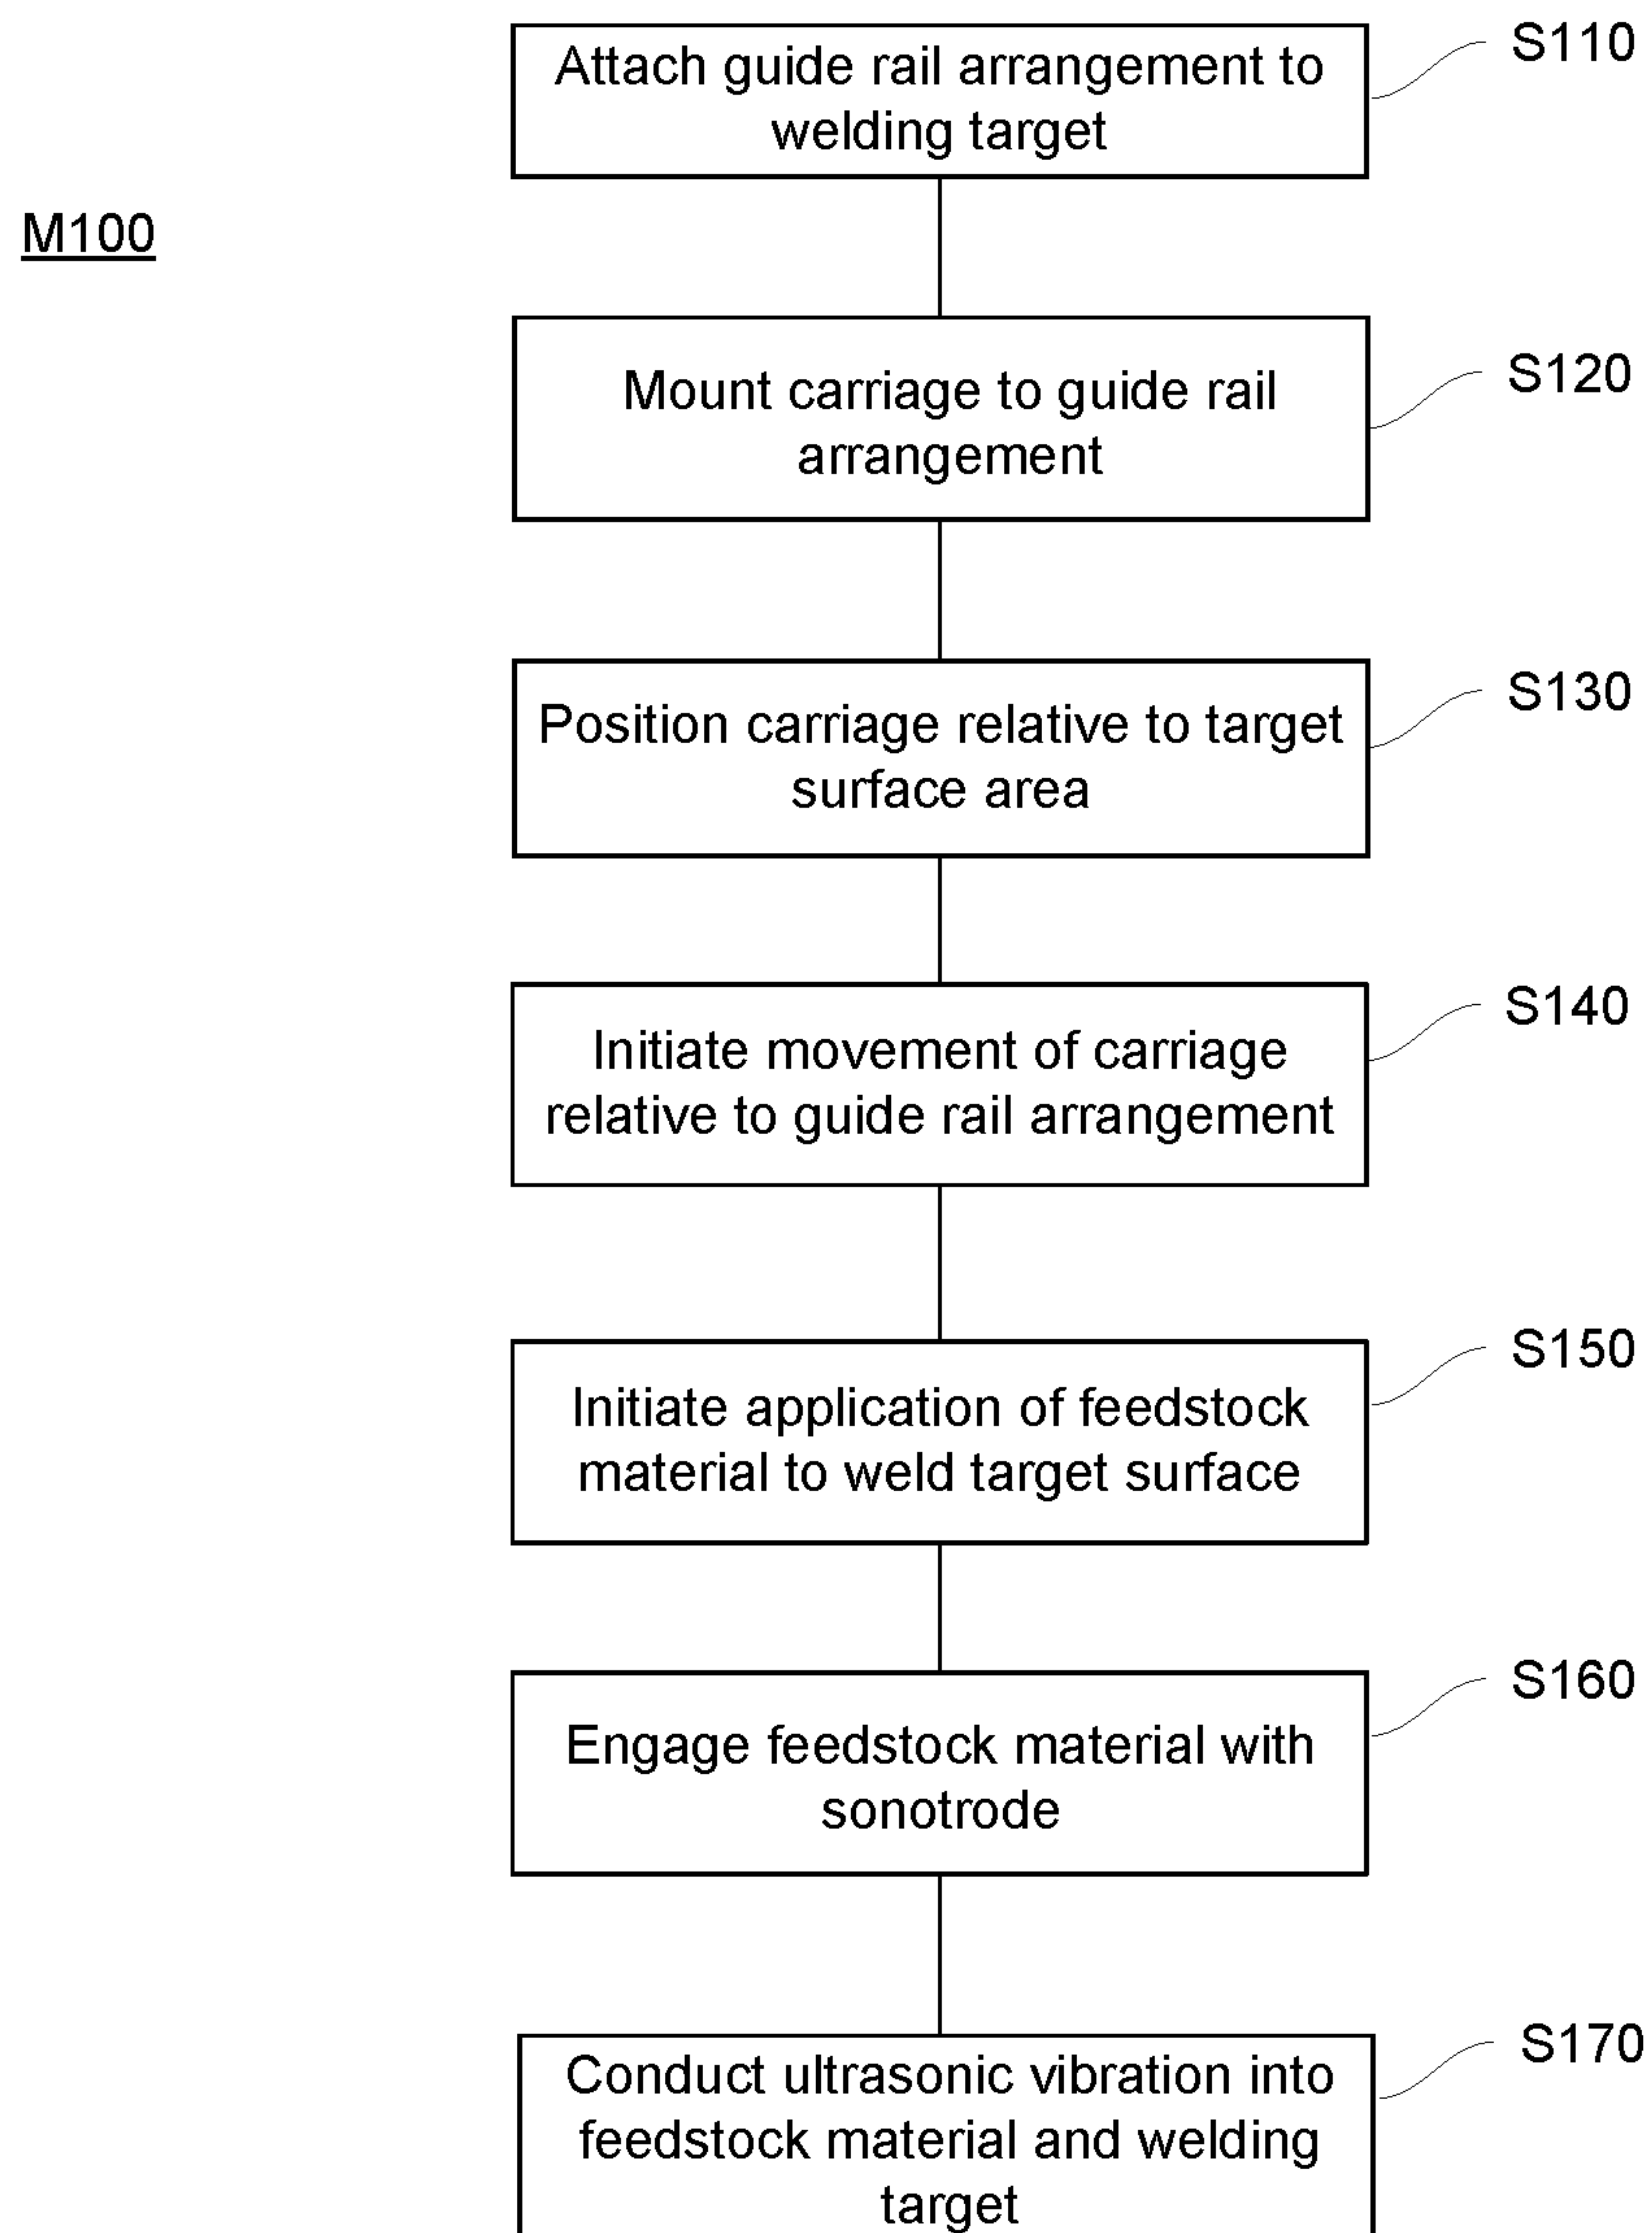 Attach guide rail arrangement to
welding target
S110
M100
Mount carriage to guide rail
arrangement
S120
Position carriage relative to target
surface area
S130
Initiate movement of carriage
relative to guide rail arrangement
S140
Initiate application of feedstock
material to weld target surface
S150
Engage feedstock material with
sonotrode
S160
Conduct ultrasonic vibration into
feedstock material and welding
target
S170